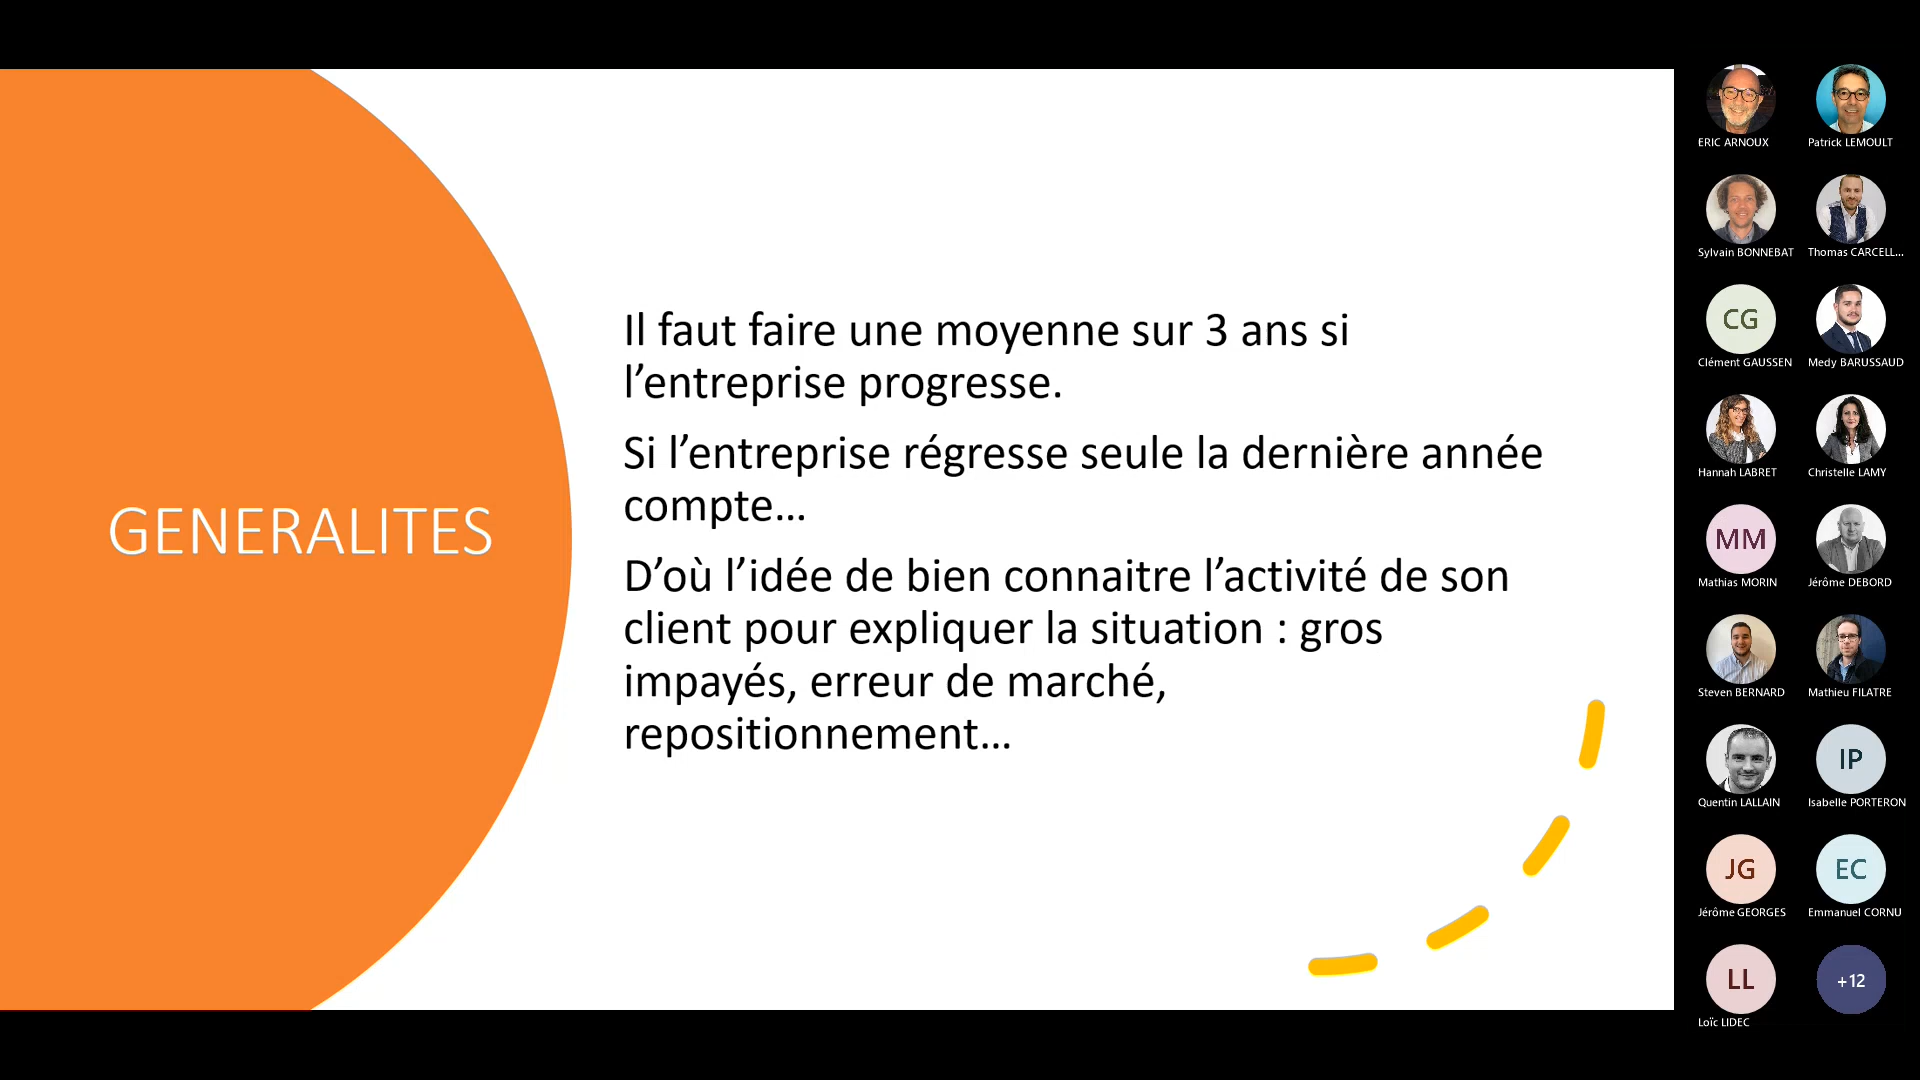 GENERALITES
Il faut faire une moyenne sur 3 ans si
l’entreprise progresse.
Si l’entreprise régresse seule la dernière année
compte…
D’où l’idée de bien connaitre l’activité de son
client pour expliquer la situation : gros
impayés, erreur de marché,
repositionnement…
ERIC ARNOUX
Patrick LEMOULT
Sylvain BONNEBAT
Thomas CARCELL...
CG
Clément GAUSSEN
Medy BARUSSAUD
Hannah LABRET
Christelle LAMY
MM
Mathias MORIN
Jérôme DEBORD
Steven BERNARD
Mathieu FILATRE
Quentin LALLAIN
IP
Isabelle PORTERON
JG
Jérôme GEORGES
EC
Emmanuel CORNU
LL
Loïc LIDEC
+12